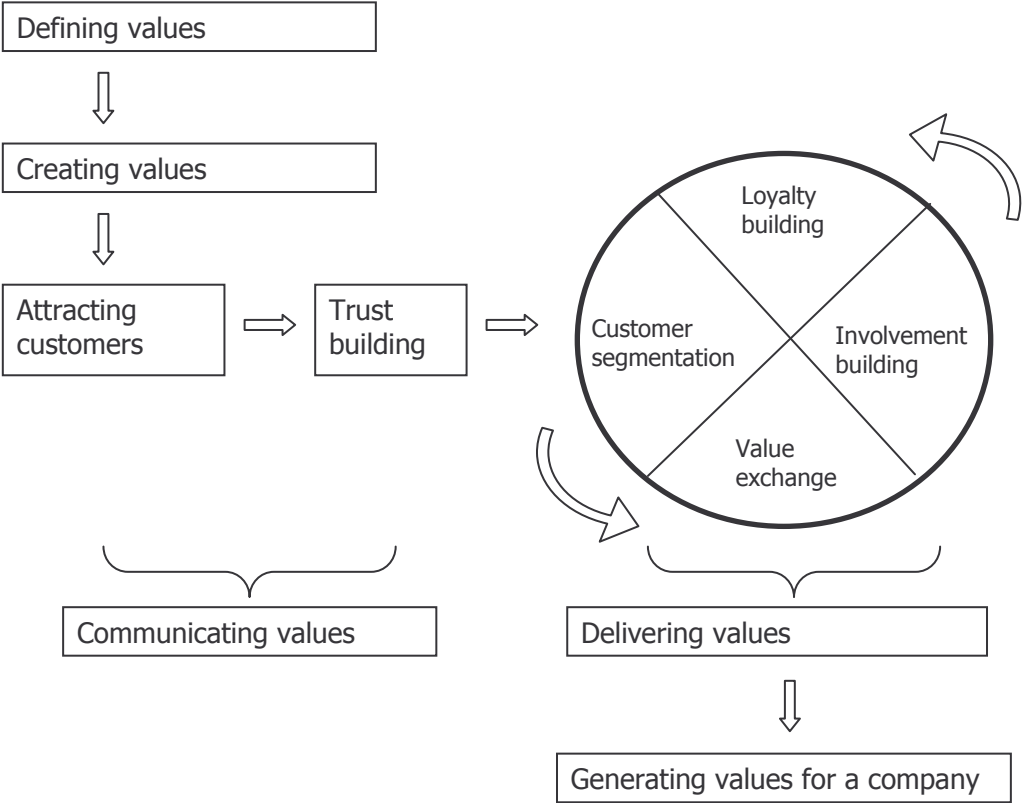 Defining values
Creating values
Attracting
customers
Trust
building
Loyalty
building
Customer
segmentation
Involvement
building
Value
exchange
Communicating values
Delivering values
Generating values for a company